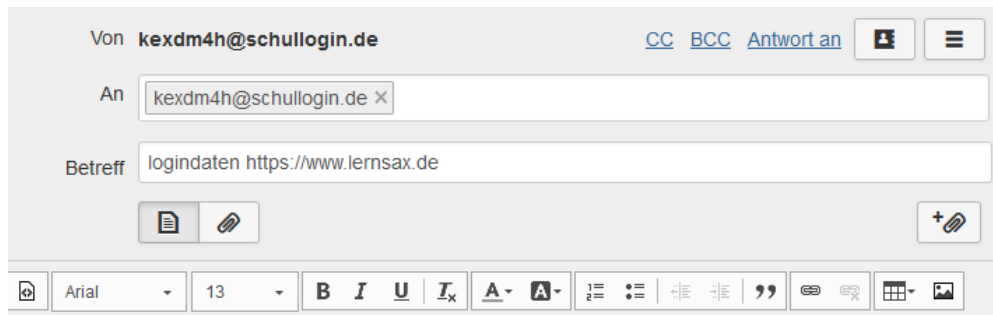 Von kexdm4h@schullogin.de CC BCC Antwort an
An kexdm4h@schullogin.de ×
Betreff logindaten https://www.lernsax.de
Arial 13 B I U Tx A A